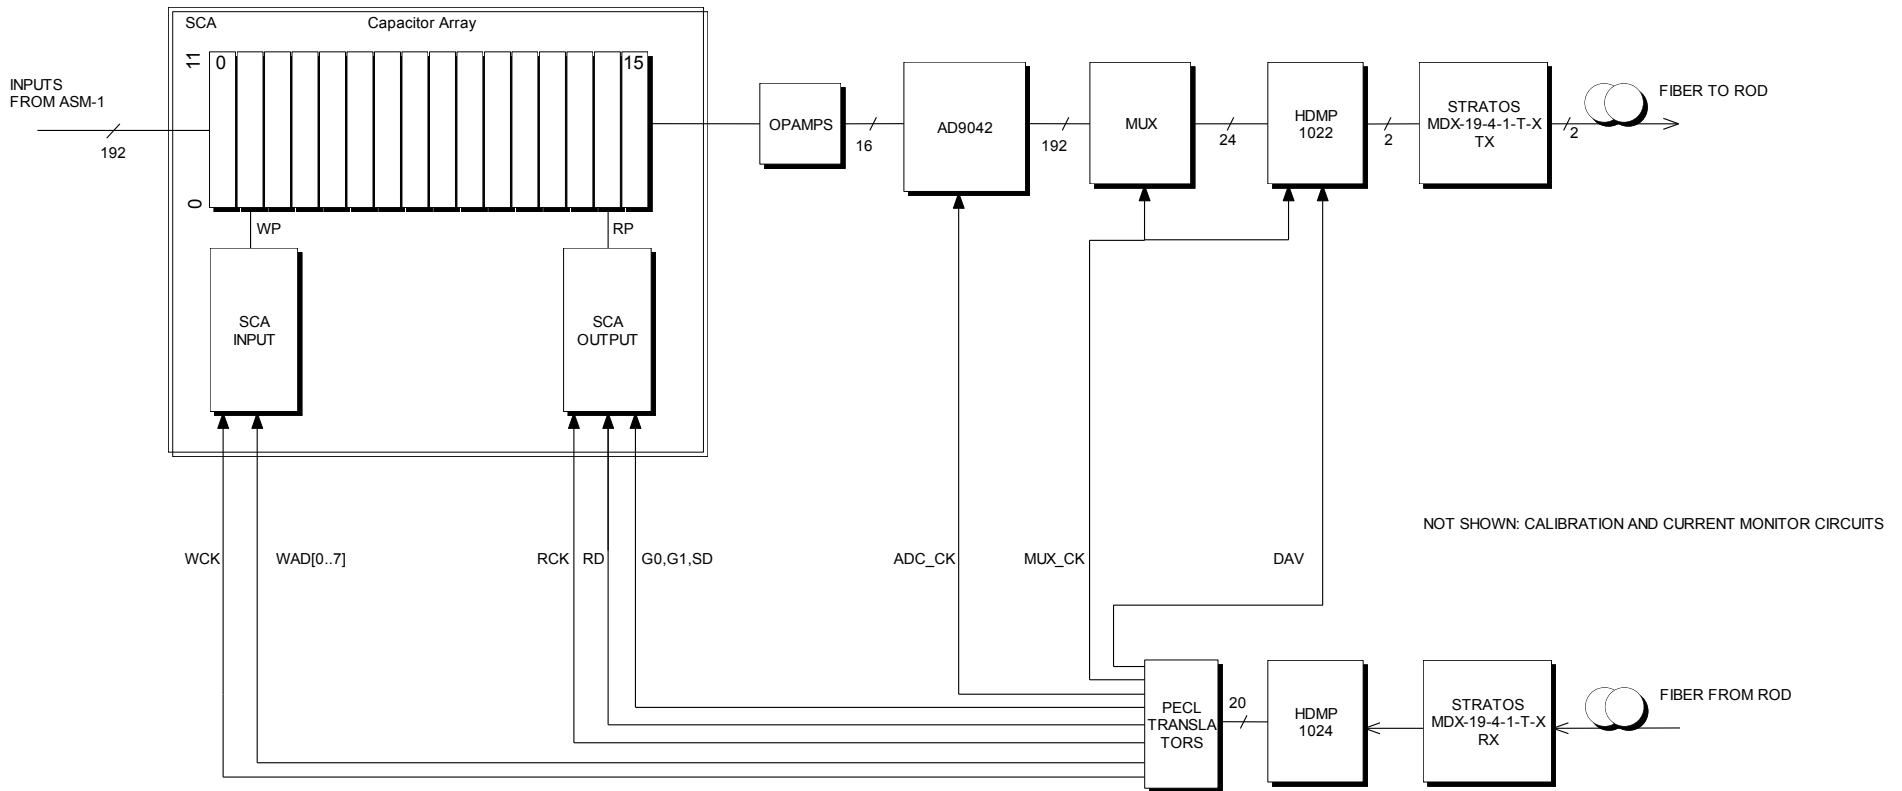 SCA
Capacitor Array
11
0
15
INPUTS
FROM ASM-1
192
0
WP
RP
SCA
INPUT
SCA
OUTPUT
OPAMPS
16
AD9042
192
MUX
24
HDMP
1022
2
STRATOS
MDX-19-4-1-T-X
TX
2
FIBER TO ROD
NOT SHOWN: CALIBRATION AND CURRENT MONITOR CIRCUITS
WCK
WAD[0..7]
RCK
RD
G0,G1,SD
ADC_CK
MUX_CK
DAV
PECL
TRANSLA
TORS
20
HDMP
1024
STRATOS
MDX-19-4-1-T-X
RX
FIBER FROM ROD